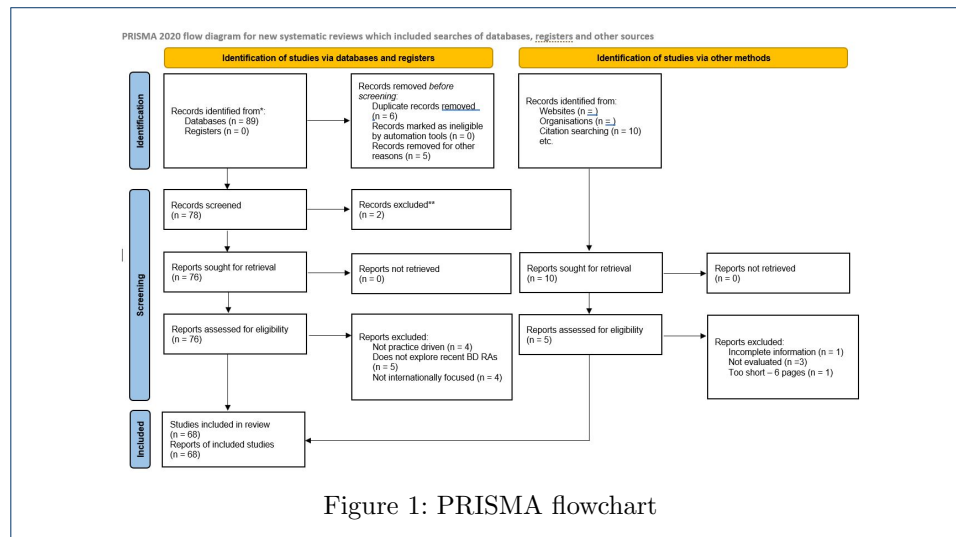 PRISMA 2020 flow diagram for new systematic reviews which included searches of databases, registers and other sources
Identification of studies via databases and registers
Identification of studies via other methods
Identification
Records identified from*:
Databases (n = 89)
Registers (n = 0)
Records removed before
screening:
Duplicate records removed
(n = 6)
Records marked as ineligible
by automation tools (n = 0)
Records removed for other
reasons (n = 5)
Records identified from:
Websites (n = )
Organisations (n = )
Citation searching (n = 10)
etc.
Screening
Records screened
(n = 78)
Records excluded**
(n = 2)
Reports sought for retrieval
(n = 76)
Reports not retrieved
(n = 0)
Reports sought for retrieval
(n = 10)
Reports not retrieved
(n = 0)
Reports assessed for eligibility
(n = 76)
Reports excluded:
Not practice driven (n = 4)
Does not explore recent BD RAs
(n = 5)
Not internationally focused (n = 4)
Reports assessed for eligibility
(n = 5)
Reports excluded:
Incomplete information (n = 1)
Not evaluated (n =3)
Too short – 6 pages (n = 1)
Included
Studies included in review
(n = 68)
Reports of included studies
(n = 68)
Figure 1: PRISMA flowchart